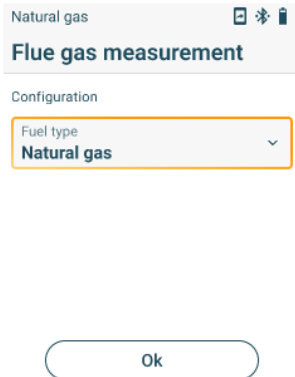 Natural gas
Flue gas measurement
Configuration
Fuel type
Natural gas
Ok